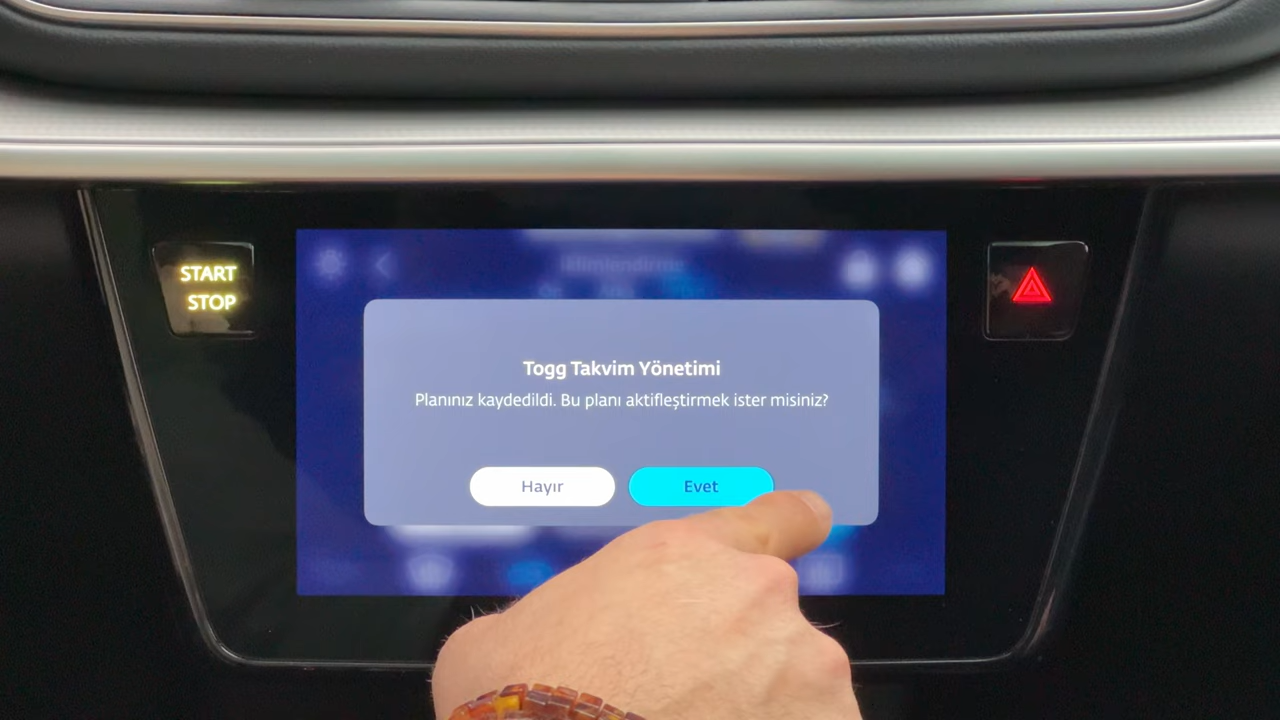 START
STOP
Togg Takvim Yönetimi
Planınız kaydedildi. Bu planı aktifleştirmek ister misiniz?
Hayır
Evet